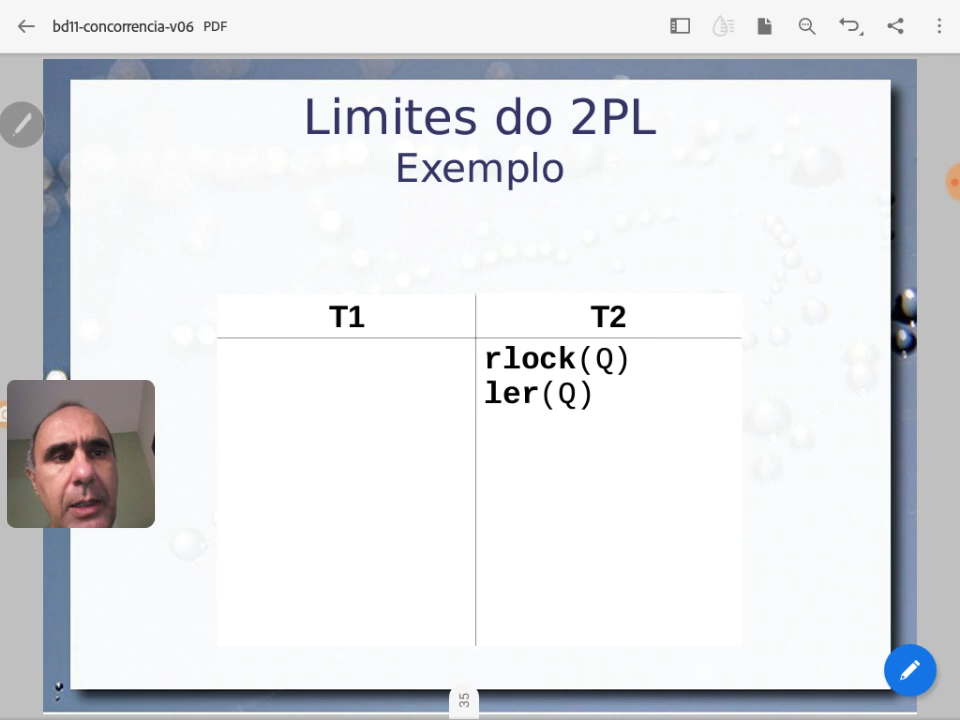 bd11-concorrencia-v06 PDF
Limites do 2PL
Exemplo
T1 T2
rlock(Q)
ler(Q)
35